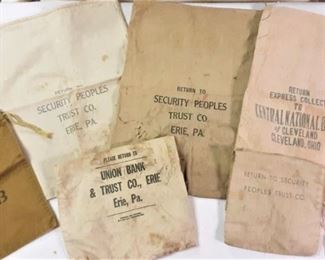 RETURN TO
SECURITY PEOPLES
TRUST CO.
ERIE, PA.
RETURN TO
SECURITY PEOPLES
TRUST CO.
ERIE, PA.
RETURN
EXPRESS COLLECT
TO
CENTRAL NATIONAL
of CLEVELAND
CLEVELAND, OHIO
RETURN TO SECURITY
PEOPLES TRUST CO.
B
PLEASE RETURN TO
UNION BANK
& TRUST CO., ERIE
Erie, Pa.